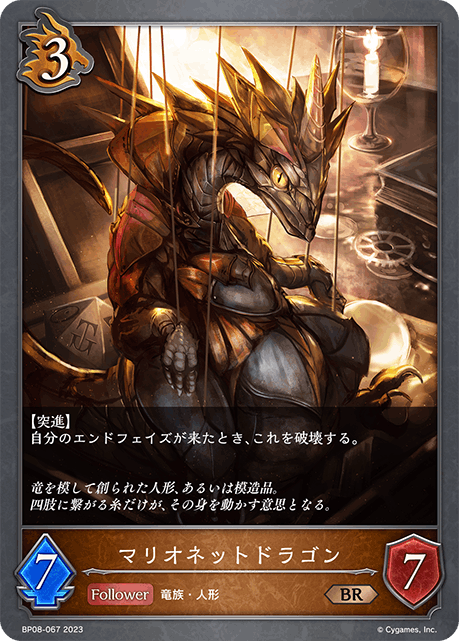 3
【突進】
自分のエンドフェイズが来たとき、これを破壊する。
竜を模して創られた人形、あるいは模造品。
四肢に繋がる糸だけが、その身を動かす意思となる。
7
マリオネットドラゴン
7
Follower 竜族・人形 BR
BP08-067 2023 © Cygames, Inc.